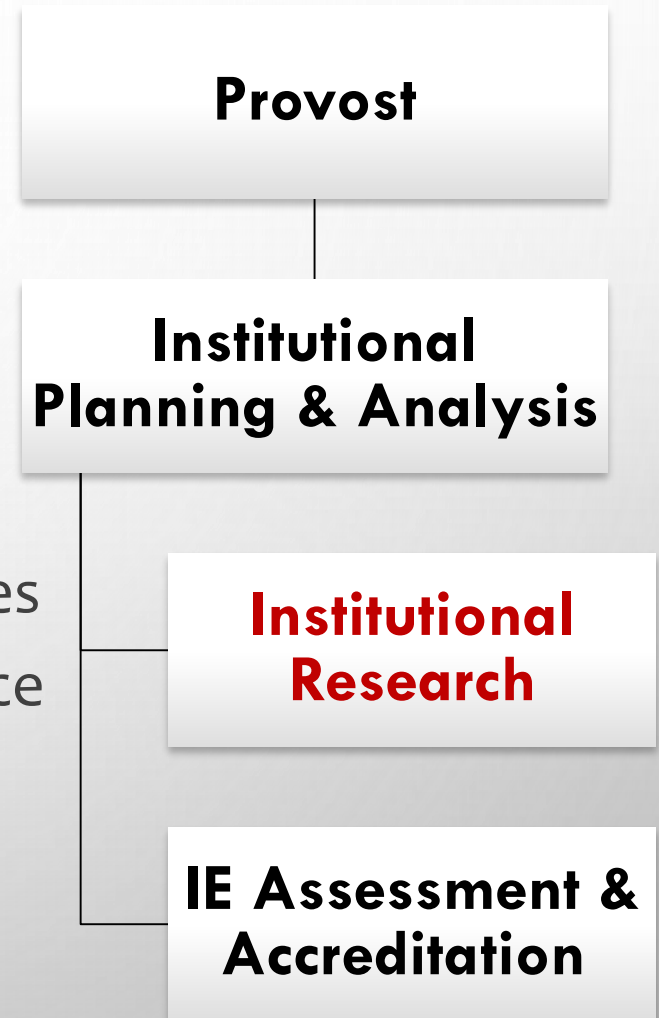 Provost
Institutional
Planning & Analysis
Institutional
Research
IE Assessment &
Accreditation